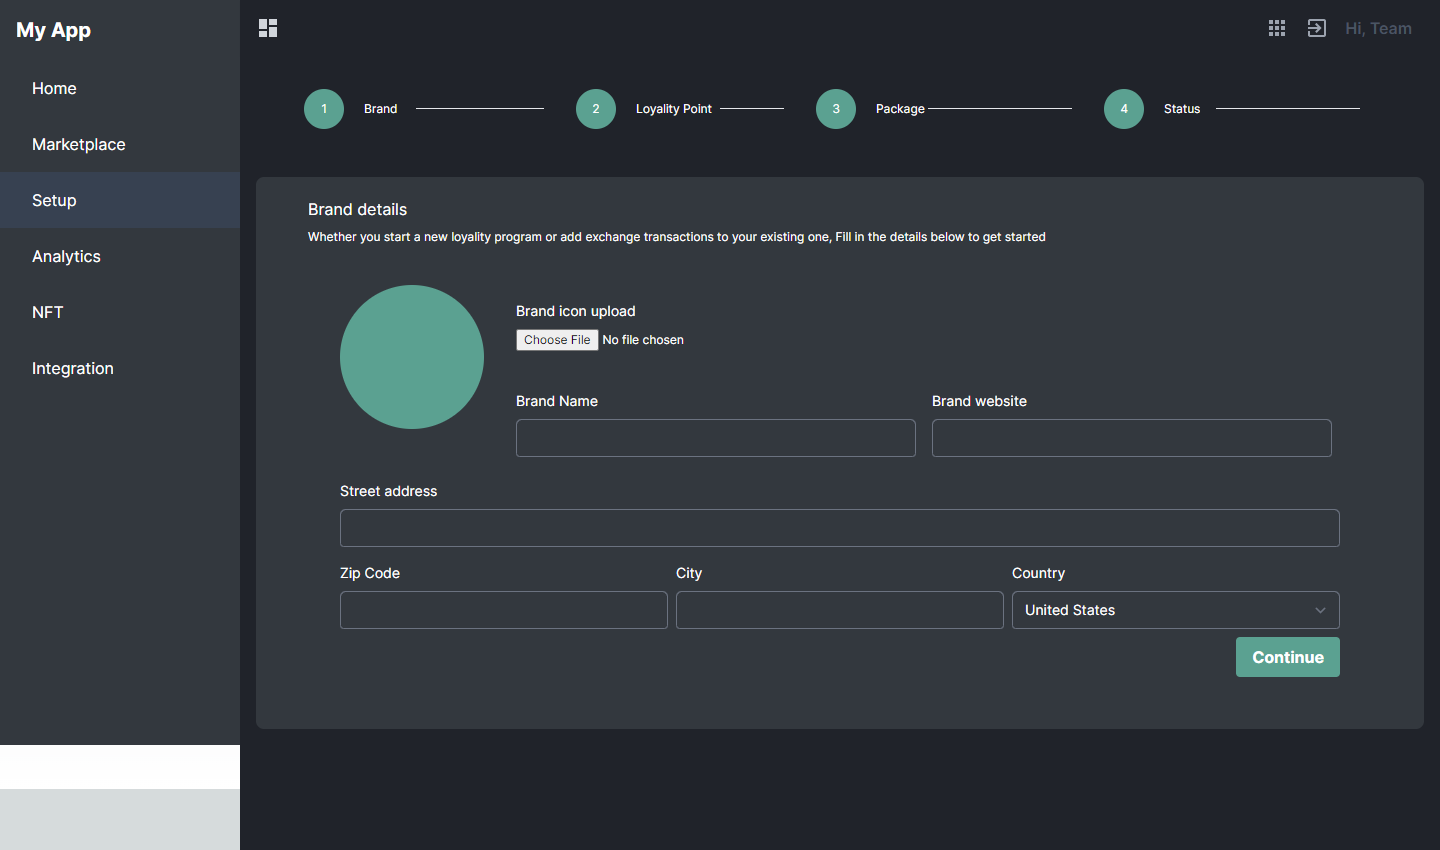 My App
Hi, Team
Home
Marketplace
Setup
Analytics
NFT
Integration
1 Brand 2 Loyality Point 3 Package 4 Status
Brand details
Whether you start a new loyality program or add exchange transactions to your existing one, Fill in the details below to get started
Brand icon upload
Choose File No file chosen
Brand Name Brand website
Street address
Zip Code City Country
United States
Continue